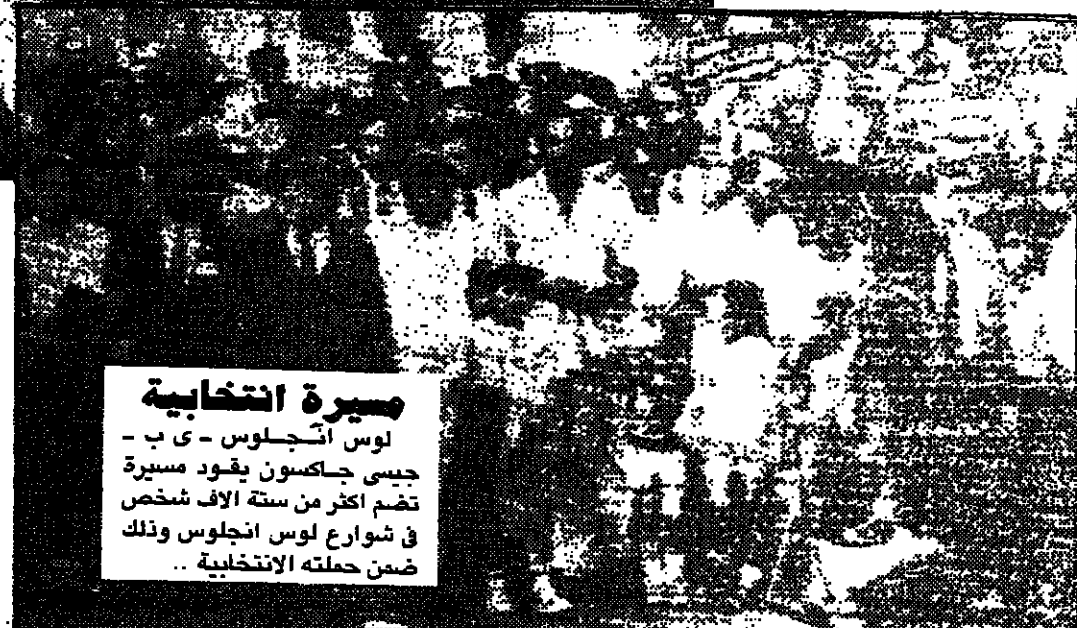 مسيرة انتخابية
لوس انجلوس - ى ب -
جيسى جاكسون يقود مسيرة
تضم اكثر من ستة الاف شخص
فى شوارع لوس انجلوس وذلك
ضمن حملته الانتخابية ..